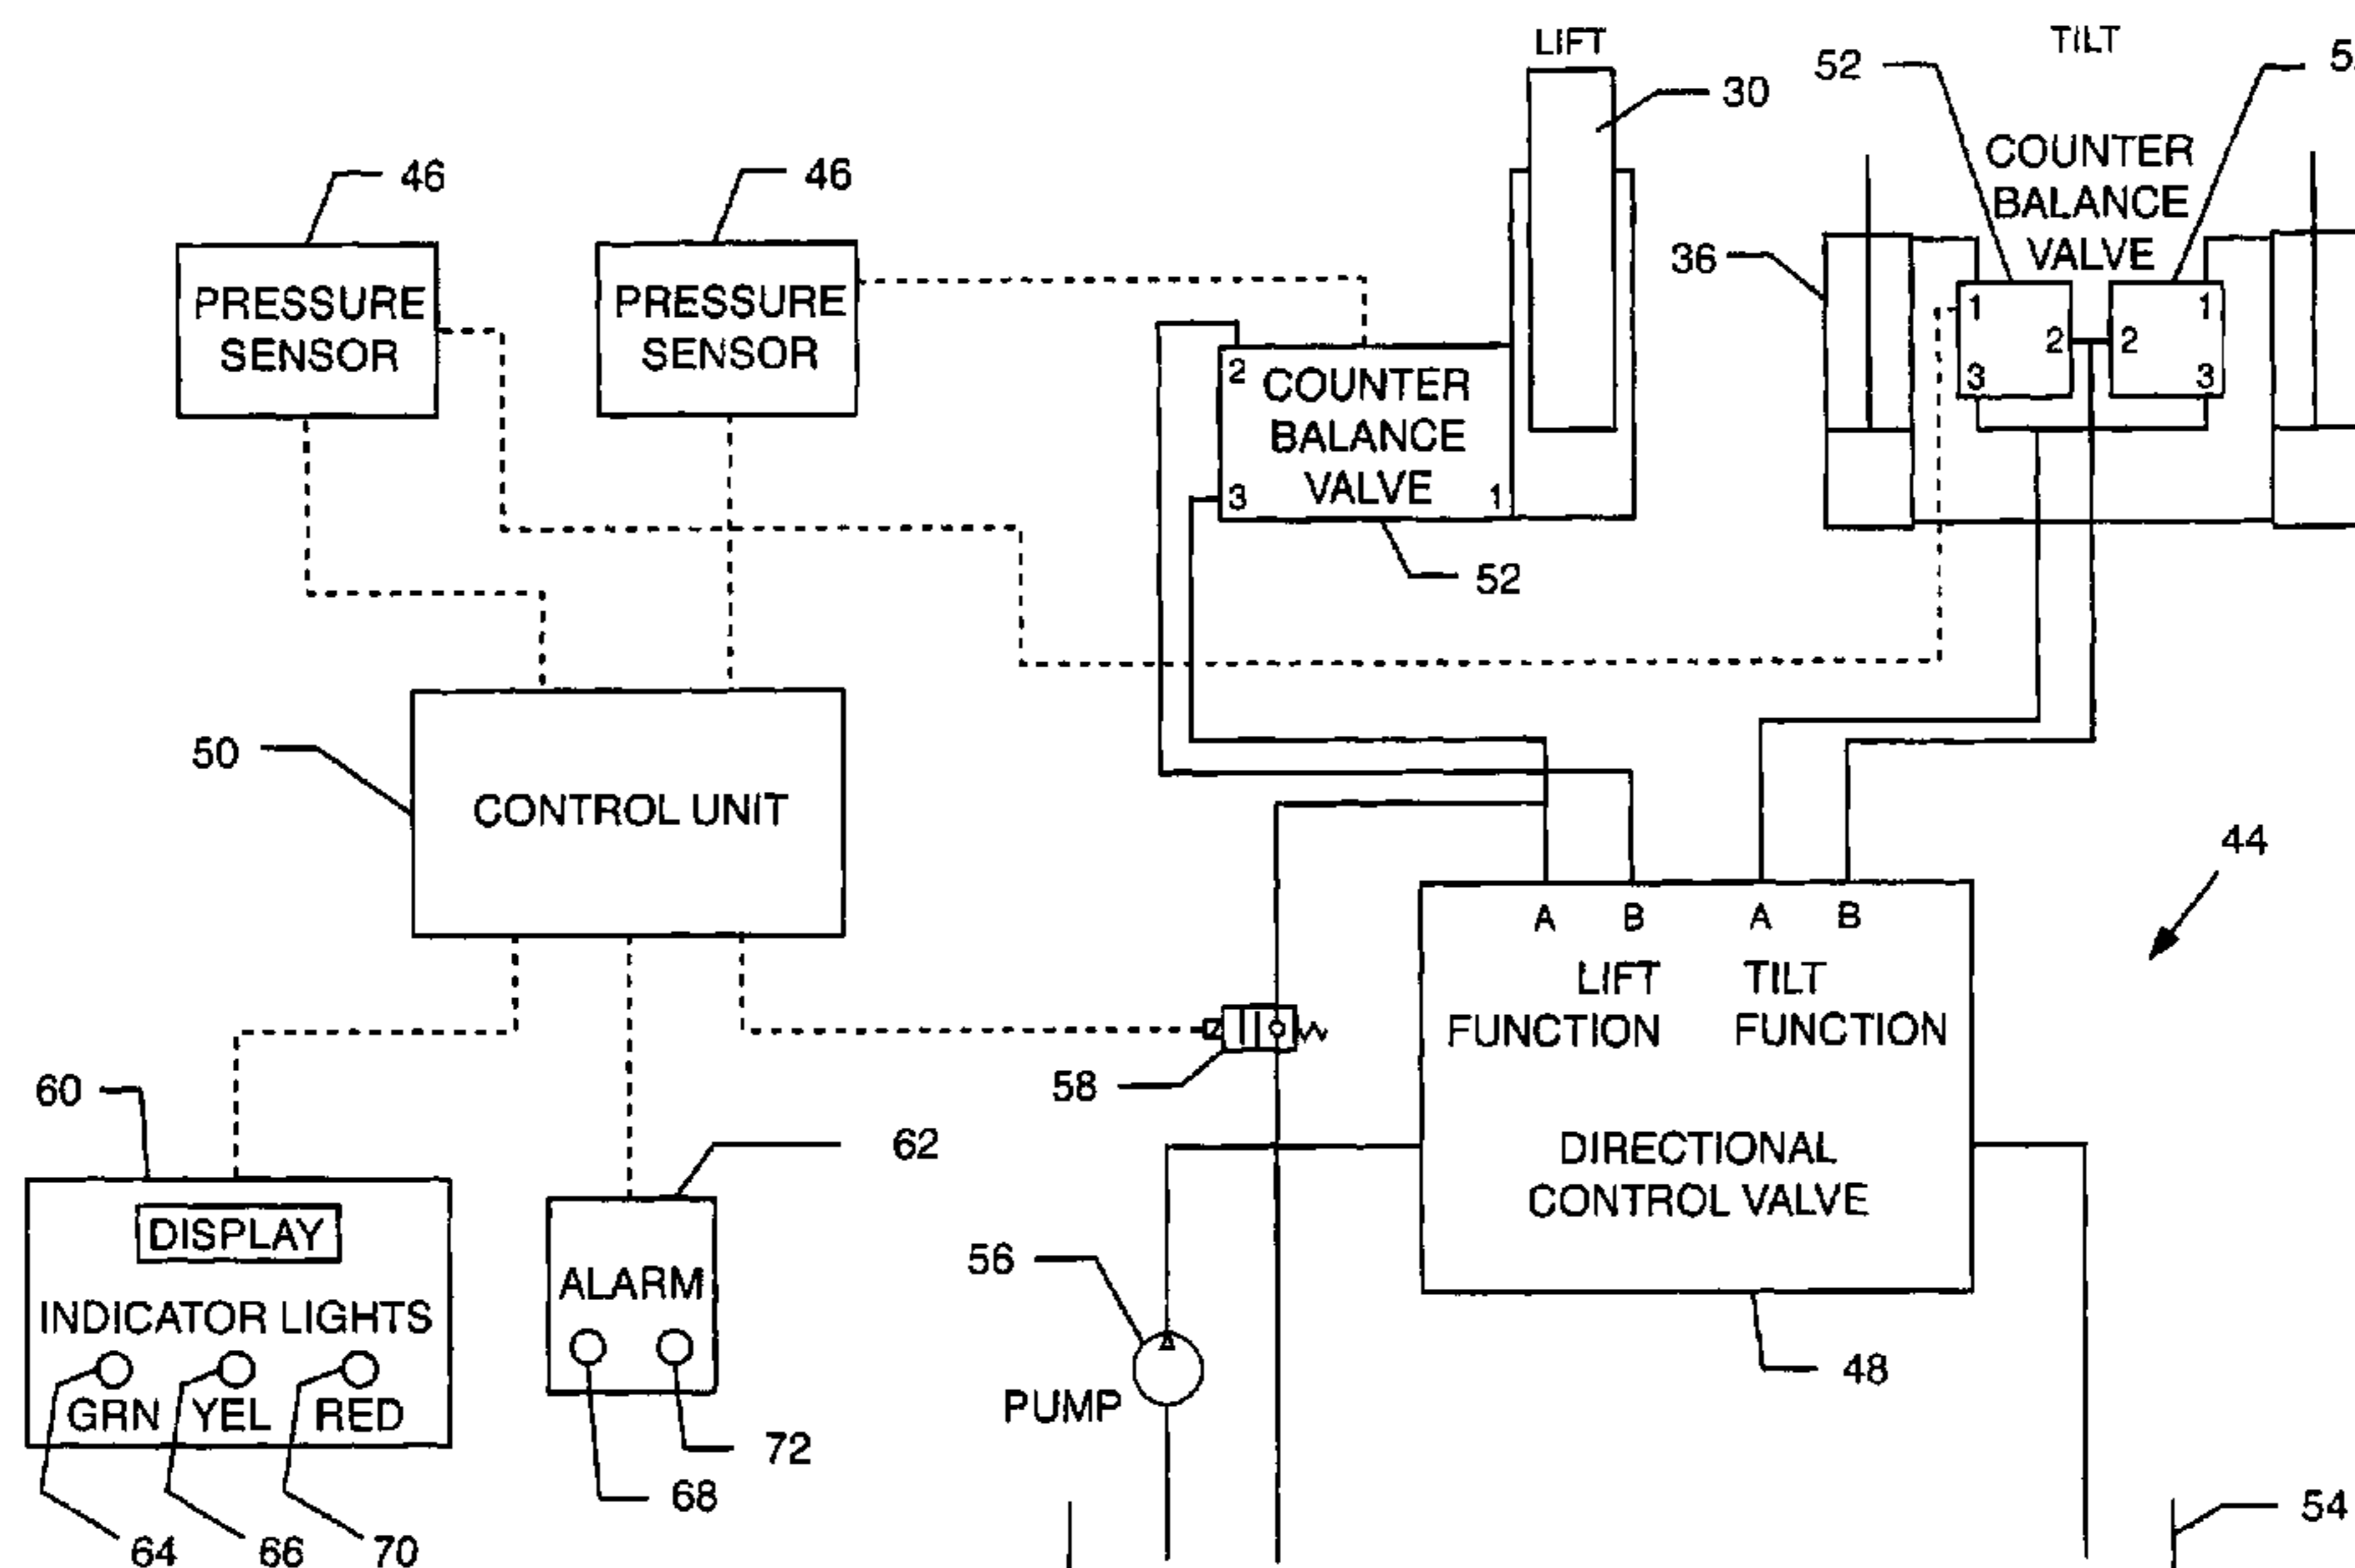 LIFT
TILT
52
30
46
46
COUNTER
BALANCE
VALVE
36
PRESSURE
SENSOR
PRESSURE
SENSOR
1
1
2
2
3
3
2
COUNTER
BALANCE
VALVE
3
1
52
50
CONTROL UNIT
44
A
B
A
B
LIFT
FUNCTION
TILT
FUNCTION
58
60
62
DIRECTIONAL
CONTROL VALVE
DISPLAY
56
ALARM
INDICATOR LIGHTS
GRN
YEL
RED
PUMP
48
72
68
54
64
66
70